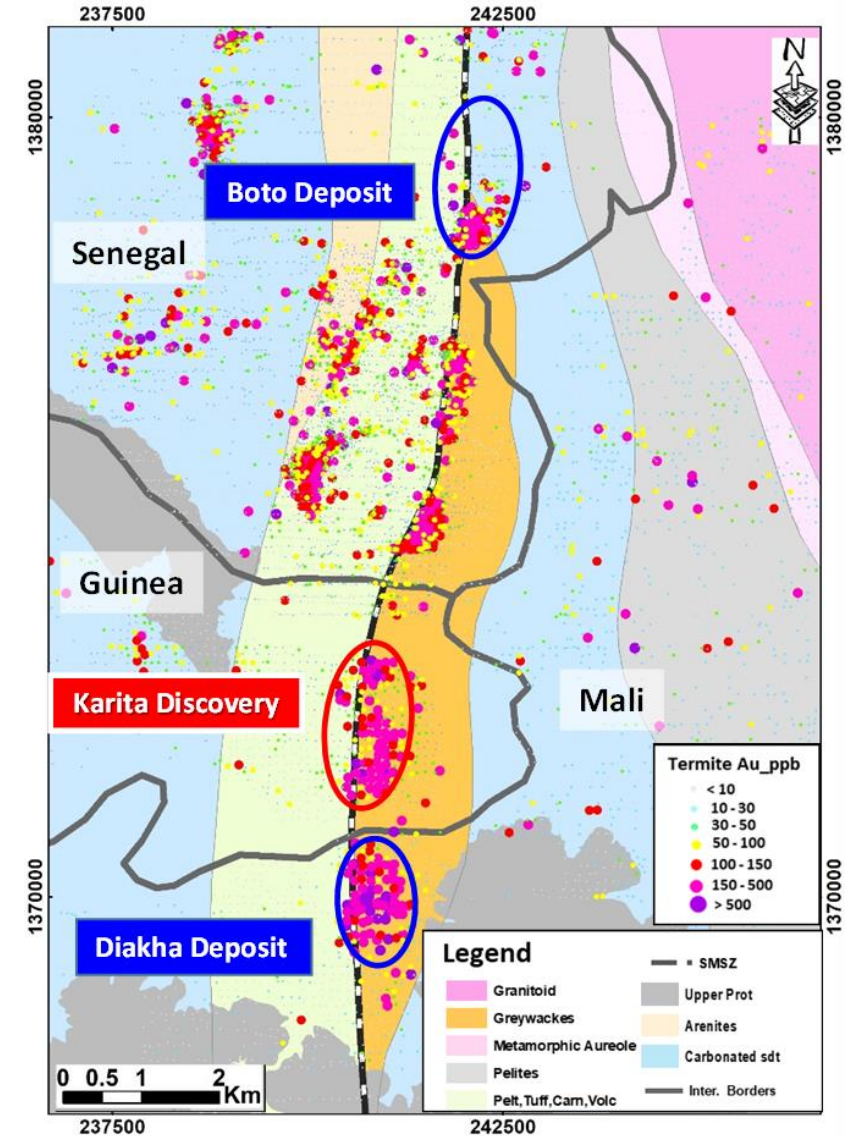 237500 242500
N
1380000 1380000
Boto Deposit
Senegal
Guinea
Karita Discovery
Mali
Termite Au_ppb
< 10
10 - 30
30 - 50
50 - 100
100 - 150
150 - 500
> 500
1370000 1370000
Diakha Deposit
Legend
Granitoid
Greywackes
Metamorphic Aureole
Pelites
Pelt,Tuff,Carn,Volc
SMSZ
Upper Prot
Arenites
Carbonated sdt
Inter. Borders
0 0.5 1 2
Km
237500 242500